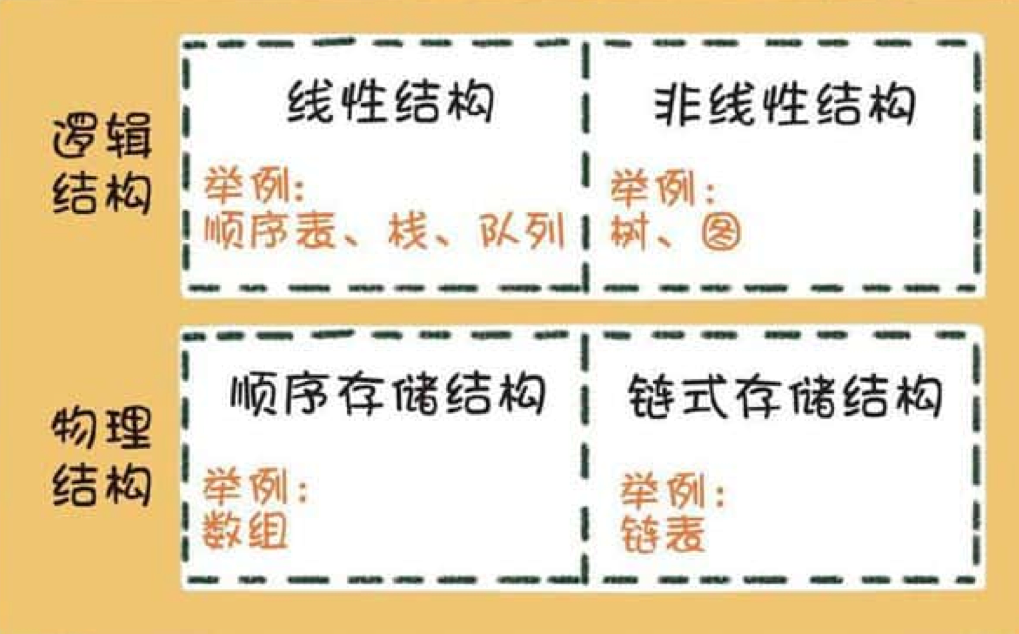 逻辑
结构
线性结构
举例:
顺序表、栈、队列
非线性结构
举例:
树、图
物理
结构
顺序存储结构
举例:
数组
链式存储结构
举例:
链表